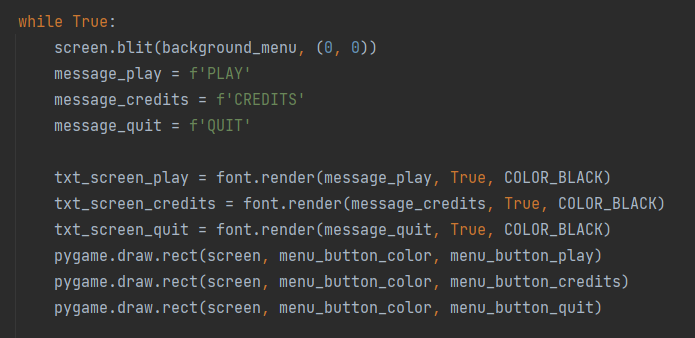 while True:
    screen.blit(background_menu, (0, 0))
    message_play = f'PLAY'
    message_credits = f'CREDITS'
    message_quit = f'QUIT'

    txt_screen_play = font.render(message_play, True, COLOR_BLACK)
    txt_screen_credits = font.render(message_credits, True, COLOR_BLACK)
    txt_screen_quit = font.render(message_quit, True, COLOR_BLACK)
    pygame.draw.rect(screen, menu_button_color, menu_button_play)
    pygame.draw.rect(screen, menu_button_color, menu_button_credits)
    pygame.draw.rect(screen, menu_button_color, menu_button_quit)